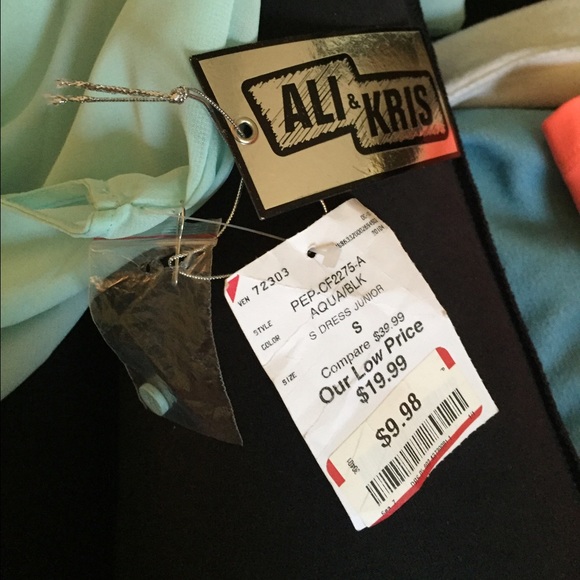 ALI & KRIS
VEN 72303
STYLE PEP-CF2275-A
COLOR AQUA/BLK
S DRESS JUNIOR
SIZE S
Compare $39.99
Our Low Price
$19.99
$9.98